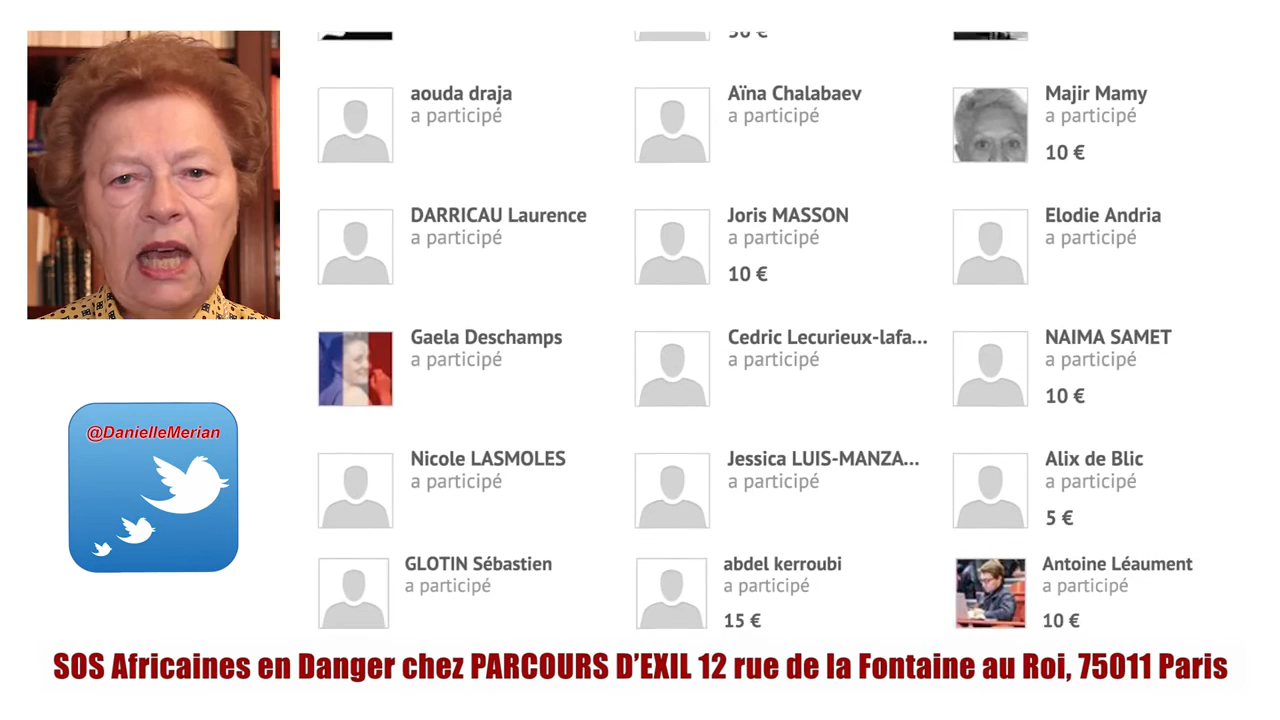 aouda draja
a participé
Aïna Chalabaev
a participé
Majir Mamy
a participé
10 €
DARRICAU Laurence
a participé
Joris MASSON
a participé
10 €
Elodie Andria
a participé
Gaela Deschamps
a participé
Cedric Lecurieux-lafa...
a participé
NAIMA SAMET
a participé
10 €
@DanielleMerian
Nicole LASMOLES
a participé
Jessica LUIS-MANZA...
a participé
Alix de Blic
a participé
5 €
GLOTIN Sébastien
a participé
abdel kerroubi
a participé
15 €
Antoine Léaument
a participé
10 €
SOS Africaines en Danger chez PARCOURS D'EXIL 12 rue de la Fontaine au Roi, 75011 Paris